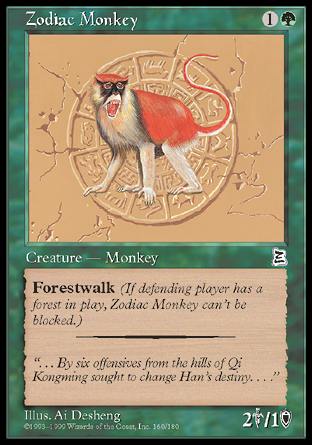 Zodiac Monkey 1
Creature — Monkey
Forestwalk (If defending player has
a forest in play, Zodiac Monkey can't be
blocked.)
“. . . By six offensives from the hills of Qi
Kongming sought to change Han's destiny. . . .”
Illus. Ai Desheng
©1993–1999 Wizards of the Coast, Inc. 160/180
2/1